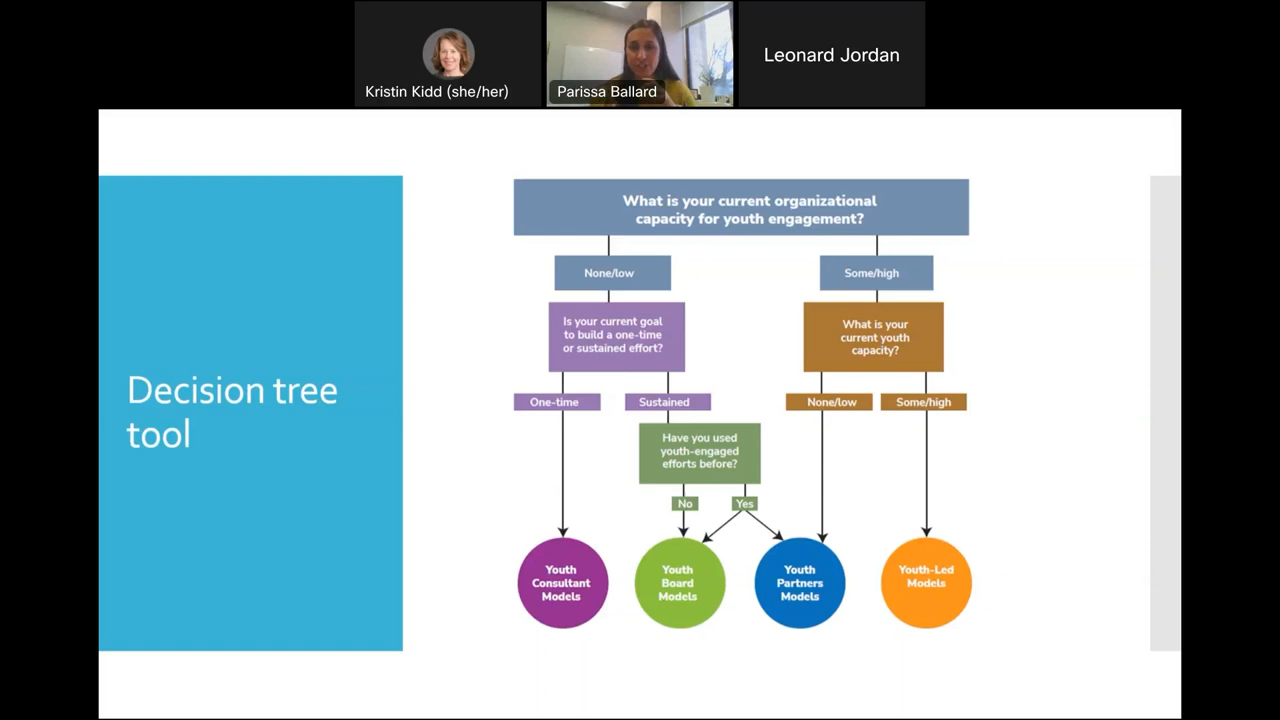 Kristin Kidd (she/her)
Parissa Ballard
Leonard Jordan
Decision tree
tool
What is your current organizational
capacity for youth engagement?
None/low
Some/high
Is your current goal
to build a one-time
or sustained effort?
What is your
current youth
capacity?
One-time
Sustained
None/low
Some/high
Have you used
youth-engaged
efforts before?
No
Yes
Youth
Consultant
Models
Youth
Board
Models
Youth
Partners
Models
Youth-Led
Models